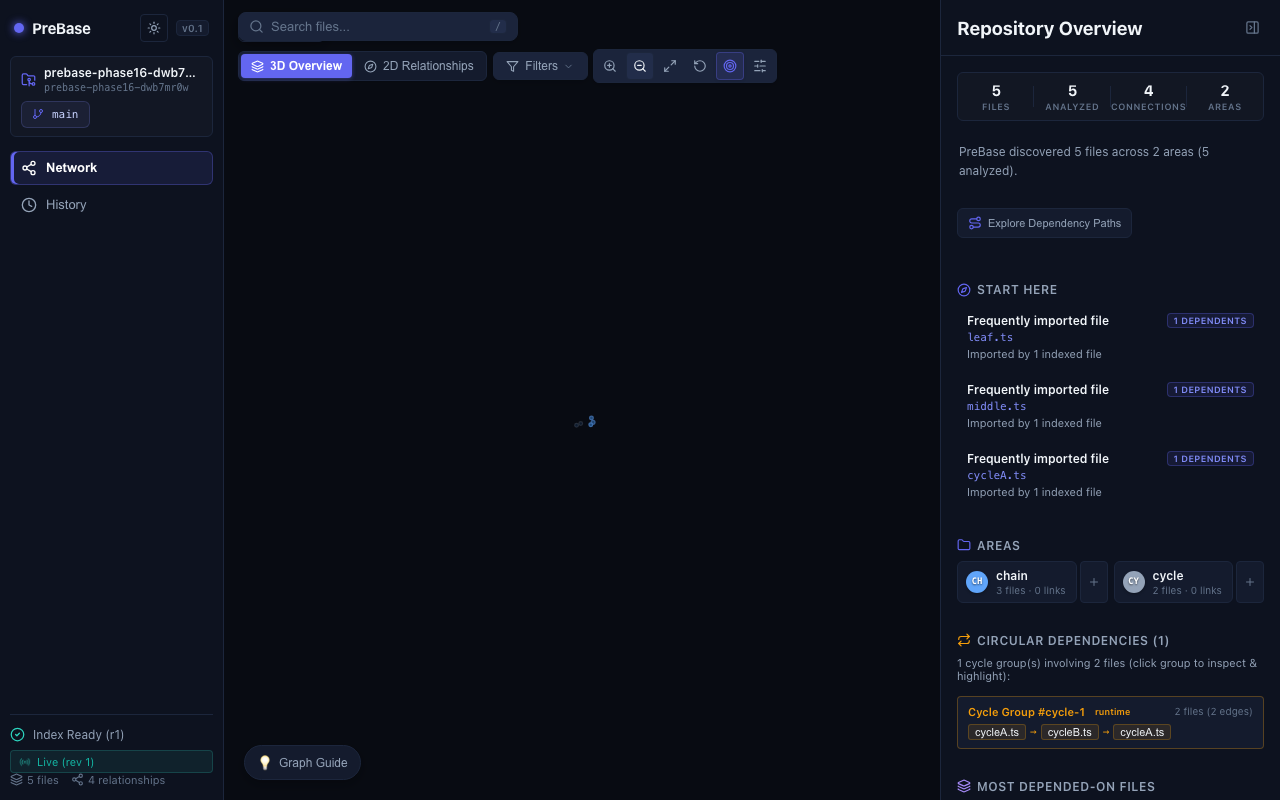 PreBase
v0.1
prebase-phase16-dwb7...
prebase-phase16-dwb7mr0w
main
Network
History
Index Ready (r1)
Live (rev 1)
5 files
4 relationships
Search files...
/
3D Overview
2D Relationships
Filters
Graph Guide
Repository Overview
5
FILES
5
ANALYZED
4
CONNECTIONS
2
AREAS
PreBase discovered 5 files across 2 areas (5
analyzed).
Explore Dependency Paths
START HERE
Frequently imported file
1 DEPENDENTS
leaf.ts
Imported by 1 indexed file
Frequently imported file
1 DEPENDENTS
middle.ts
Imported by 1 indexed file
Frequently imported file
1 DEPENDENTS
cycleA.ts
Imported by 1 indexed file
AREAS
CH
chain
3 files · 0 links
+
CY
cycle
2 files · 0 links
+
CIRCULAR DEPENDENCIES (1)
1 cycle group(s) involving 2 files (click group to inspect &
highlight):
Cycle Group #cycle-1
runtime
2 files (2 edges)
cycleA.ts → cycleB.ts → cycleA.ts
MOST DEPENDED-ON FILES